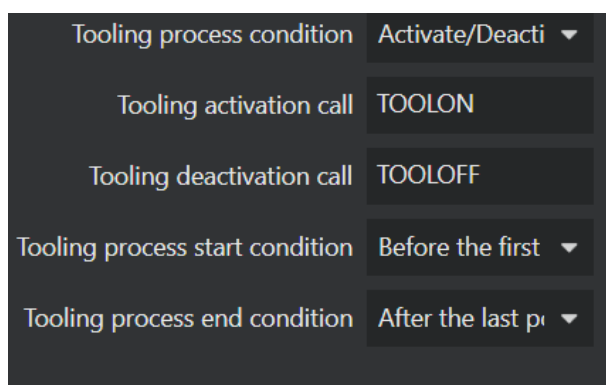 Tooling process condition Activate/Deacti
Tooling activation call TOOLON
Tooling deactivation call TOOLOFF
Tooling process start condition Before the first
Tooling process end condition After the last p